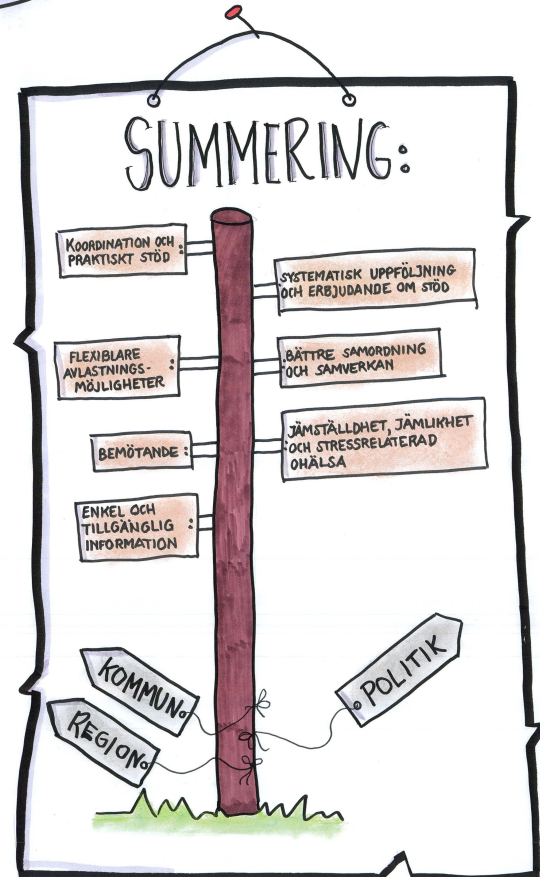 SUMMERING:
KOORDINATION OCH
PRAKTISKT STÖD
SYSTEMATISK UPPFÖLJNING
OCH ERBJUDANDE OM STÖD
FLEXIBLARE
AVLASTNINGS-
MÖJLIGHETER
BÄTTRE SAMORDNING
OCH SAMVERKAN
BEMÖTANDE
JÄMSTÄLLDHET, JÄMLIKHET
OCH STRESSRELATERAD
OHÄLSA
ENKEL OCH
TILLGÄNGLIG
INFORMATION
KOMMUN
REGION
POLITIK